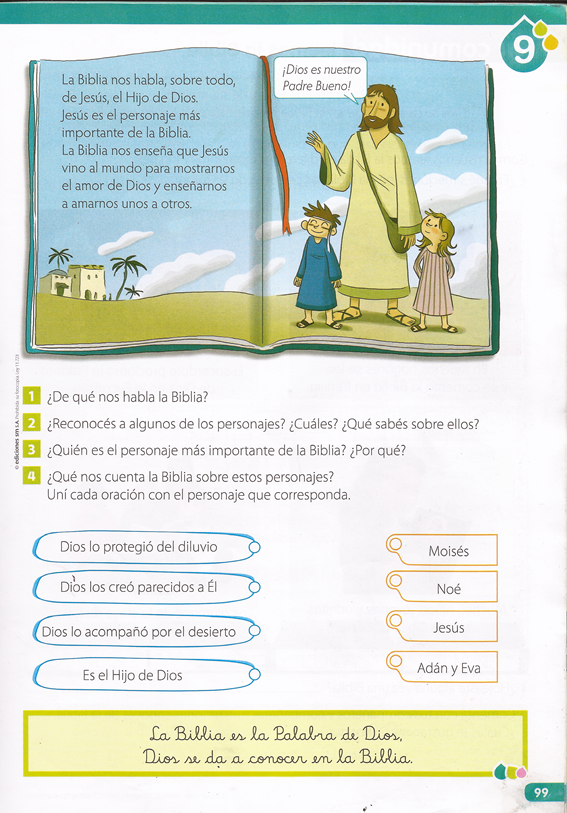 9
La Biblia nos habla, sobre todo,
de Jesús, el Hijo de Dios.
Jesús es el personaje más
importante de la Biblia.
La Biblia nos enseña que Jesús
vino al mundo para mostrarnos
el amor de Dios y enseñarnos
a amarnos unos a otros.
¡Dios es nuestro
Padre Bueno!
1 ¿De qué nos habla la Biblia?
2 ¿Reconocés a algunos de los personajes? ¿Cuáles? ¿Qué sabés sobre ellos?
3 ¿Quién es el personaje más importante de la Biblia? ¿Por qué?
4 ¿Qué nos cuenta la Biblia sobre estos personajes?
Uní cada oración con el personaje que corresponda.
Dios lo protegió del diluvio
Dios los creó parecidos a Él
Dios lo acompañó por el desierto
Es el Hijo de Dios
Moisés
Noé
Jesús
Adán y Eva
La Biblia es la Palabra de Dios,
Dios se da a conocer en la Biblia.
99
© ediciones sm S.A. Prohibida su fotocopia. Ley 11.723